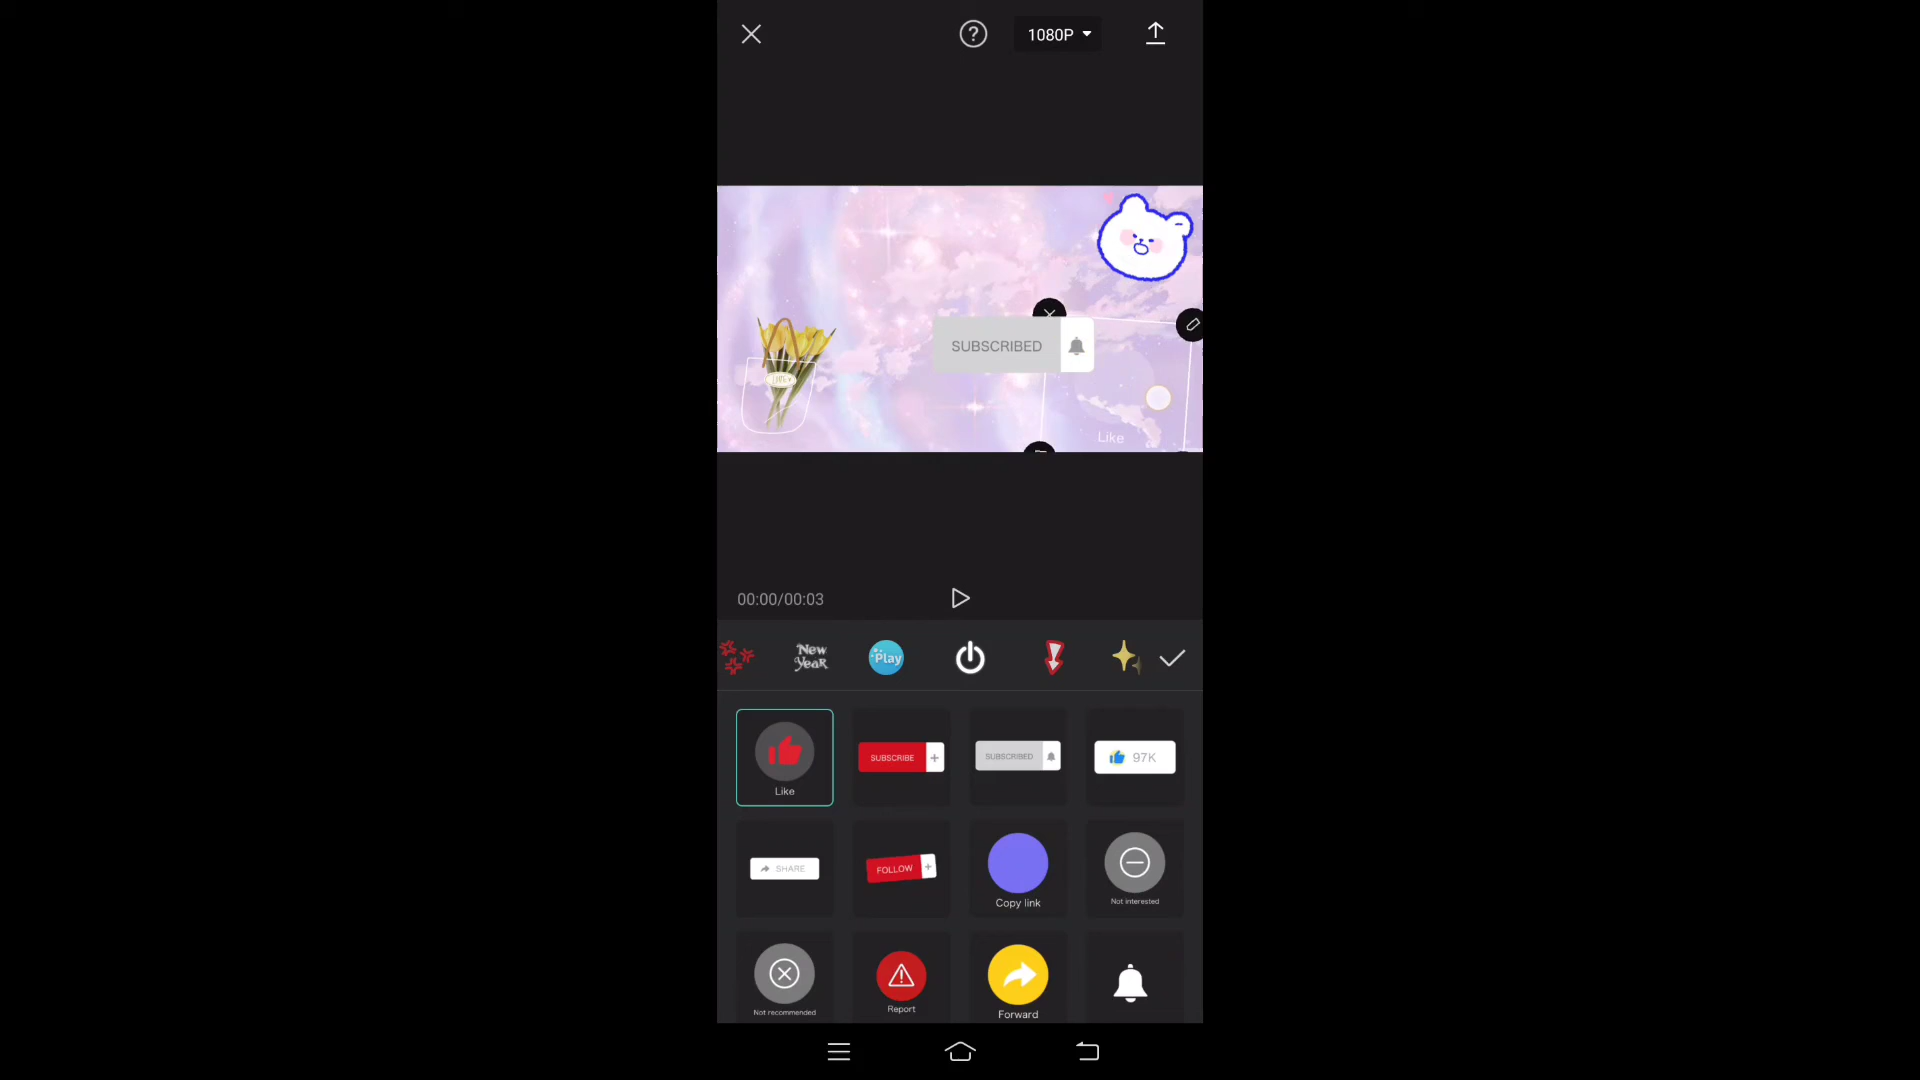 1080P
SUBSCRIBED
Like
00:00/00:03
New
Year
Play
Like
SUBSCRIBE
SUBSCRIBED
97K
SHARE
FOLLOW
Copy link
Not interested
Not recommended
Report
Forward